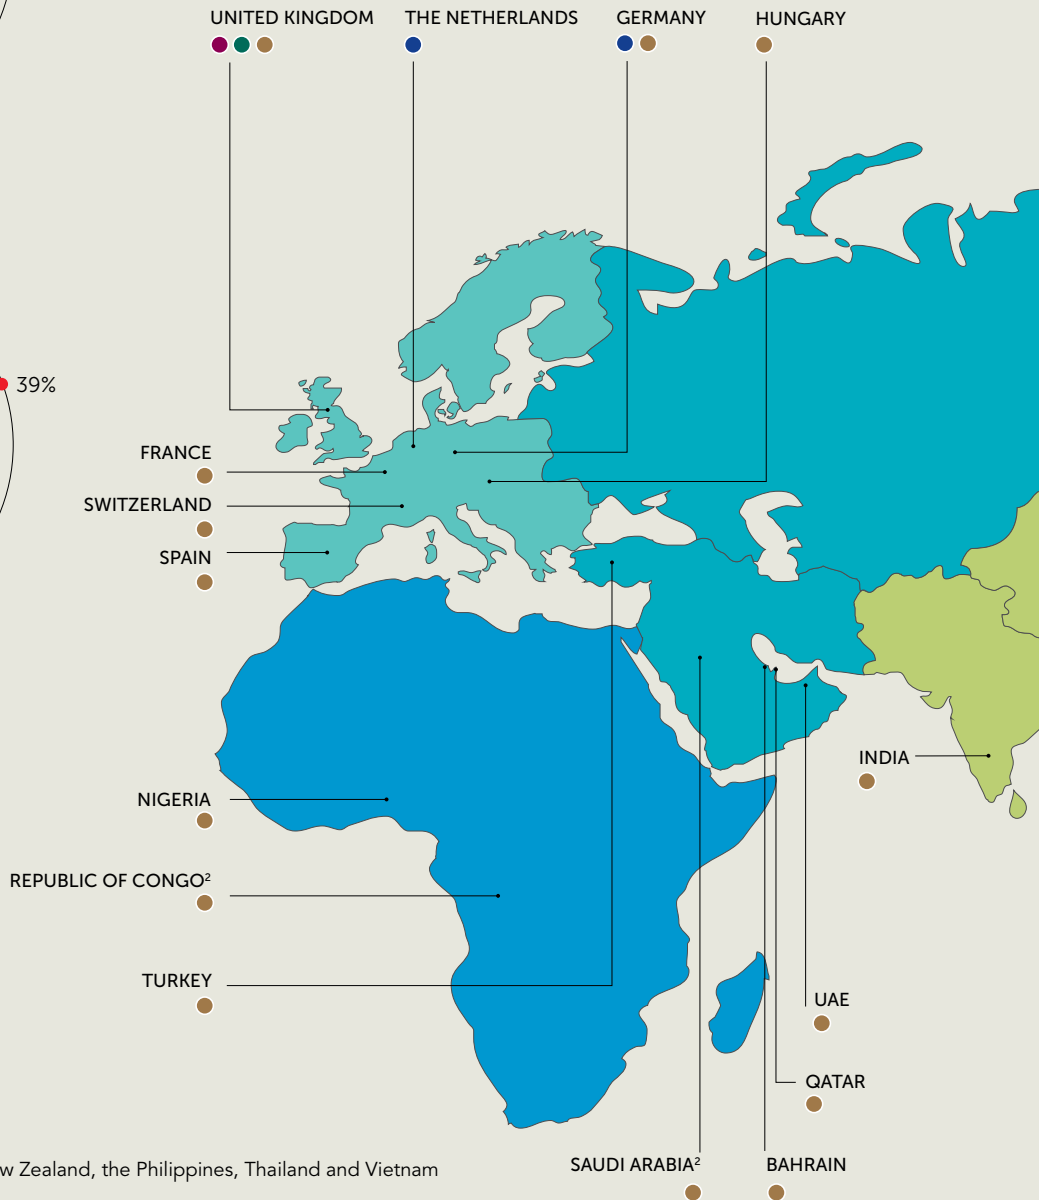 UNITED KINGDOM
THE NETHERLANDS
GERMANY
HUNGARY
39%
FRANCE
SWITZERLAND
SPAIN
INDIA
NIGERIA
REPUBLIC OF CONGO²
TURKEY
UAE
QATAR
SAUDI ARABIA²
BAHRAIN
w Zealand, the Philippines, Thailand and Vietnam